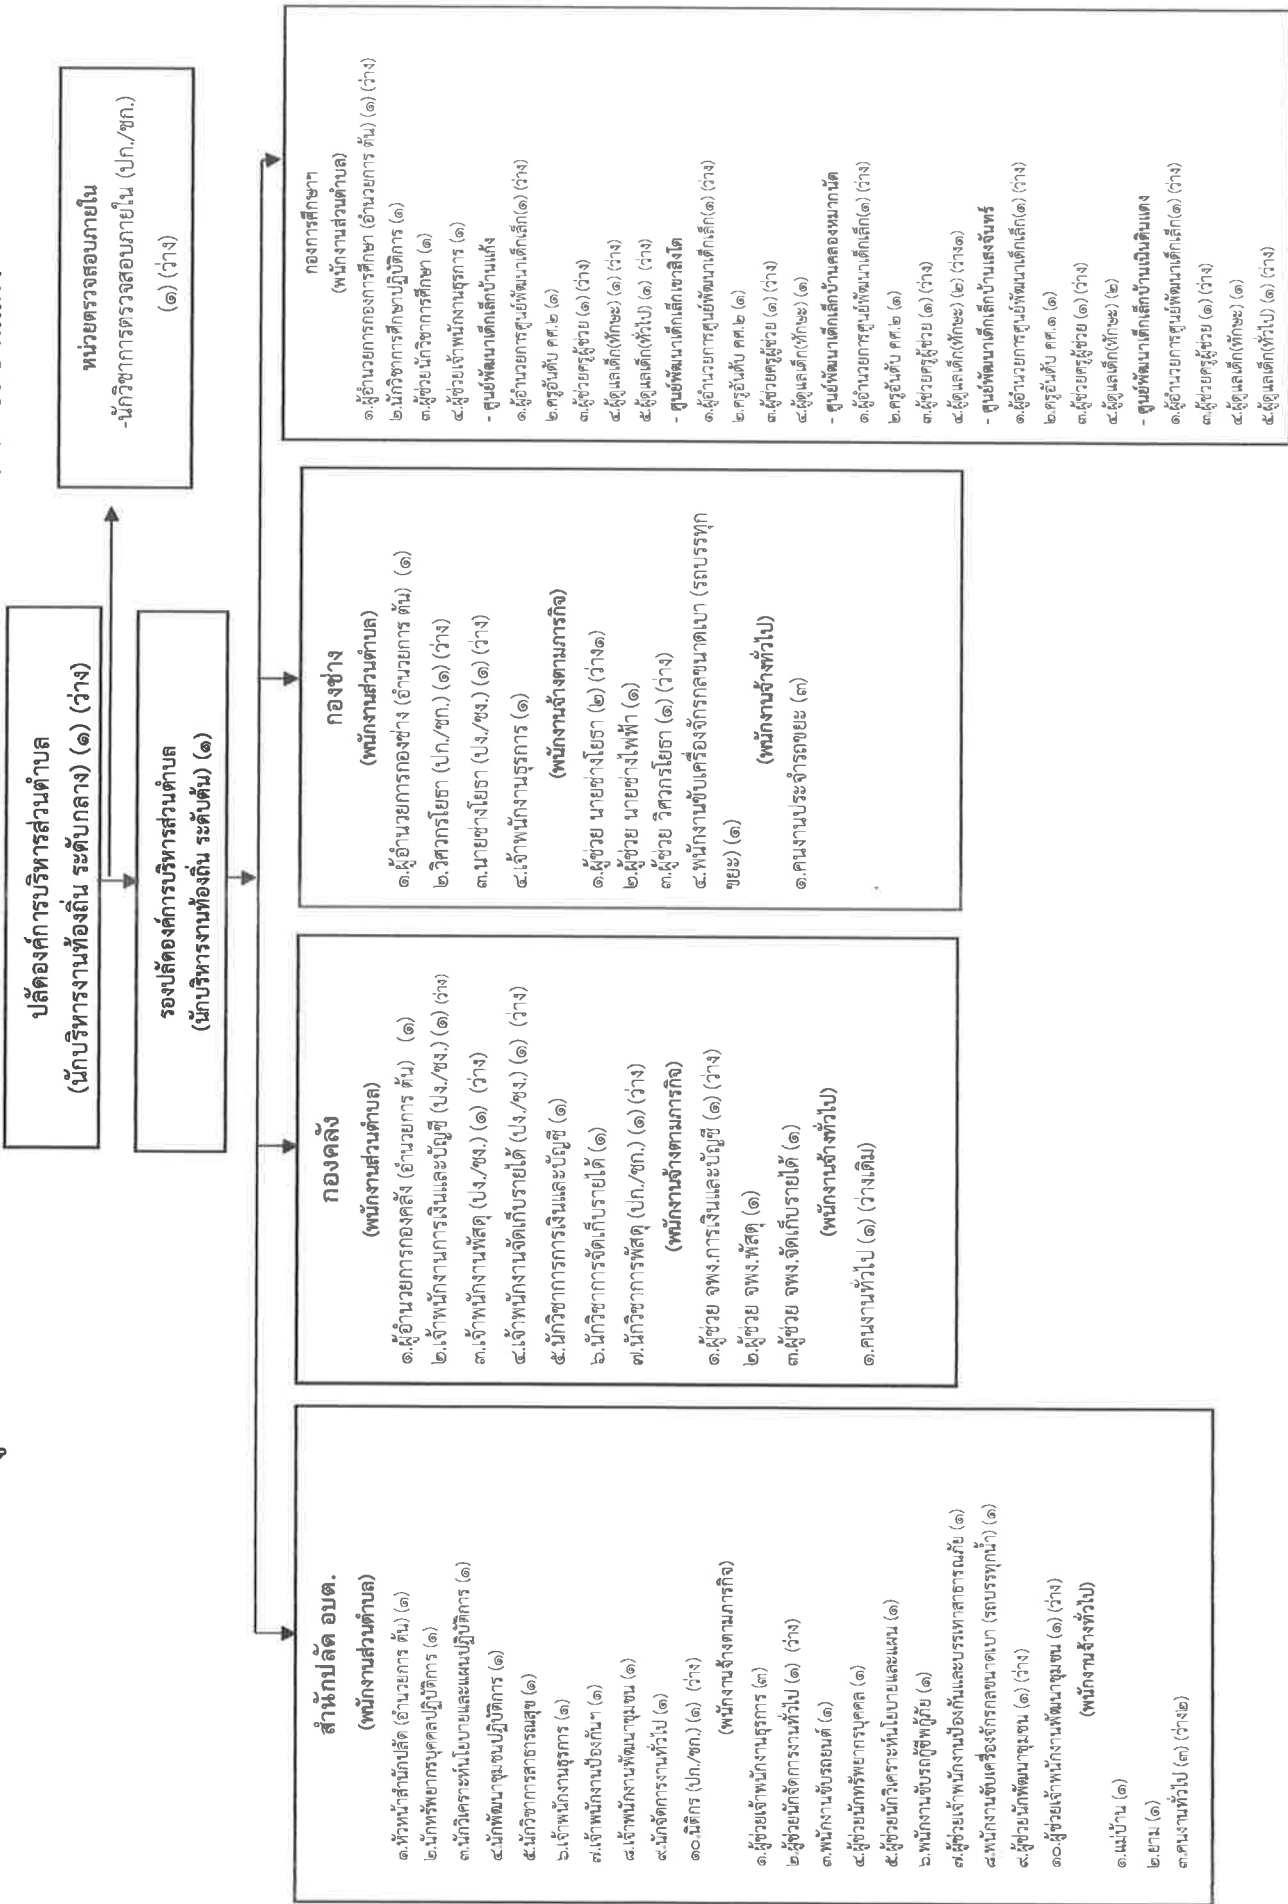 ปลัดองค์การบริหารส่วนตำบล
(นักบริหารงานท้องถิ่น ระดับกลาง) (๑) (ว่าง)
หน่วยตรวจสอบภายใน
-นักวิชาการตรวจสอบภายใน (ปก./ชก.)
(๑) (ว่าง)
รองปลัดองค์การบริหารส่วนตำบล
(นักบริหารงานท้องถิ่น ระดับต้น) (๑)
สำนักปลัด อบต.
(พนักงานส่วนตำบล)
๑.หัวหน้าสำนักปลัด (อำนวยการ ต้น) (๑)
๒.นักทรัพยากรบุคคลปฏิบัติการ (๑)
๓.นักวิเคราะห์นโยบายและแผนปฏิบัติการ (๑)
๔.นักพัฒนาชุมชนปฏิบัติการ (๑)
๕.นักวิชาการสาธารณสุข (๑)
๖.เจ้าพนักงานธุรการ (๑)
๗.เจ้าพนักงานป้องกันฯ (๑)
๘.เจ้าพนักงานพัฒนาชุมชน (๑)
๙.นักจัดการงานทั่วไป (๑)
๑๐.นิติกร (ปก./ชก.) (๑) (ว่าง)
(พนักงานจ้างตามภารกิจ)
๑.ผู้ช่วยเจ้าพนักงานธุรการ (๓)
๒.ผู้ช่วยนักจัดการงานทั่วไป (๑) (ว่าง)
๓.พนักงานขับรถยนต์ (๑)
๔.ผู้ช่วยนักทรัพยากรบุคคล (๑)
๕.ผู้ช่วยนักวิเคราะห์นโยบายและแผน (๑)
๖.พนักงานขับรถกู้ชีพกู้ภัย (๑)
๗.ผู้ช่วยเจ้าพนักงานป้องกันและบรรเทาสาธารณภัย (๑)
๘.พนักงานขับเครื่องจักรกลขนาดเบา (รถบรรทุกน้ำ) (๑)
๙.ผู้ช่วยนักพัฒนาชุมชน (๑) (ว่าง)
๑๐.ผู้ช่วยเจ้าพนักงานพัฒนาชุมชน (๑) (ว่าง)
(พนักงานจ้างทั่วไป)
๑.แม่บ้าน (๑)
๒.ยาม (๑)
๓.คนงานทั่วไป (๓) (ว่าง๒)
กองคลัง
(พนักงานส่วนตำบล)
๑.ผู้อำนวยการกองคลัง (อำนวยการ ต้น) (๑)
๒.เจ้าพนักงานการเงินและบัญชี (ปง./ชง.) (๑) (ว่าง)
๓.เจ้าพนักงานพัสดุ (ปง./ชง.) (๑) (ว่าง)
๔.เจ้าพนักงานจัดเก็บรายได้ (ปง./ชง.) (๑) (ว่าง)
๕.นักวิชาการการเงินและบัญชี (๑)
๖.นักวิชาการจัดเก็บรายได้ (๑)
๗.นักวิชาการพัสดุ (ปก./ชก.) (๑) (ว่าง)
(พนักงานจ้างตามภารกิจ)
๑.ผู้ช่วย จพง.การเงินและบัญชี (๑) (ว่าง)
๒.ผู้ช่วย จพง.พัสดุ (๑)
๓.ผู้ช่วย จพง.จัดเก็บรายได้ (๑)
(พนักงานจ้างทั่วไป)
๑.คนงานทั่วไป (๑) (ว่างเดิม)
กองช่าง
(พนักงานส่วนตำบล)
๑.ผู้อำนวยการกองช่าง (อำนวยการ ต้น) (๑)
๒.วิศวกรโยธา (ปก./ชก.) (๑) (ว่าง)
๓.นายช่างโยธา (ปง./ชง.) (๑) (ว่าง)
๔.เจ้าพนักงานธุรการ (๑)
(พนักงานจ้างตามภารกิจ)
๑.ผู้ช่วย นายช่างโยธา (๒) (ว่าง๑)
๒.ผู้ช่วย นายช่างไฟฟ้า (๑)
๓.ผู้ช่วย วิศวกรโยธา (๑) (ว่าง)
๔.พนักงานขับเครื่องจักรกลขนาดเบา (รถบรรทุก
ขยะ) (๑)
(พนักงานจ้างทั่วไป)
๑.คนงานประจำรถขยะ (๓)
กองการศึกษาฯ
(พนักงานส่วนตำบล)
๑.ผู้อำนวยการกองการศึกษา (อำนวยการ ต้น) (๑) (ว่าง)
๒.นักวิชาการศึกษาปฏิบัติการ (๑)
๓.ผู้ช่วยนักวิชาการศึกษา (๑)
๔.ผู้ช่วยเจ้าพนักงานธุรการ (๑)
- ศูนย์พัฒนาเด็กเล็กบ้านแก้ง
๑.ผู้อำนวยการศูนย์พัฒนาเด็กเล็ก(๑) (ว่าง)
๒.ครูอันดับ คศ.๒ (๑)
๓.ผู้ช่วยครูผู้ช่วย (๑) (ว่าง)
๔.ผู้ดูแลเด็ก(ทักษะ) (๑) (ว่าง)
๕.ผู้ดูแลเด็ก(ทั่วไป) (๑) (ว่าง)
- ศูนย์พัฒนาเด็กเล็กเขาสิงโต
๑.ผู้อำนวยการศูนย์พัฒนาเด็กเล็ก(๑) (ว่าง)
๒.ครูอันดับ คศ.๒ (๑)
๓.ผู้ช่วยครูผู้ช่วย (๑) (ว่าง)
๔.ผู้ดูแลเด็ก(ทักษะ) (๑)
- ศูนย์พัฒนาเด็กเล็กบ้านคลองหมากนัด
๑.ผู้อำนวยการศูนย์พัฒนาเด็กเล็ก(๑) (ว่าง)
๒.ครูอันดับ คศ.๒ (๑)
๓.ผู้ช่วยครูผู้ช่วย (๑) (ว่าง)
๔.ผู้ดูแลเด็ก(ทักษะ) (๒) (ว่าง๑)
- ศูนย์พัฒนาเด็กเล็กบ้านแสงจันทร์
๑.ผู้อำนวยการศูนย์พัฒนาเด็กเล็ก(๑) (ว่าง)
๒.ครูอันดับ คศ.๑ (๑)
๓.ผู้ช่วยครูผู้ช่วย (๑) (ว่าง)
๔.ผู้ดูแลเด็ก(ทักษะ) (๒)
- ศูนย์พัฒนาเด็กเล็กบ้านเนินดินแดง
๑.ผู้อำนวยการศูนย์พัฒนาเด็กเล็ก(๑) (ว่าง)
๓.ผู้ช่วยครูผู้ช่วย (๑) (ว่าง)
๔.ผู้ดูแลเด็ก(ทักษะ) (๑)
๕.ผู้ดูแลเด็ก(ทั่วไป) (๑) (ว่าง)